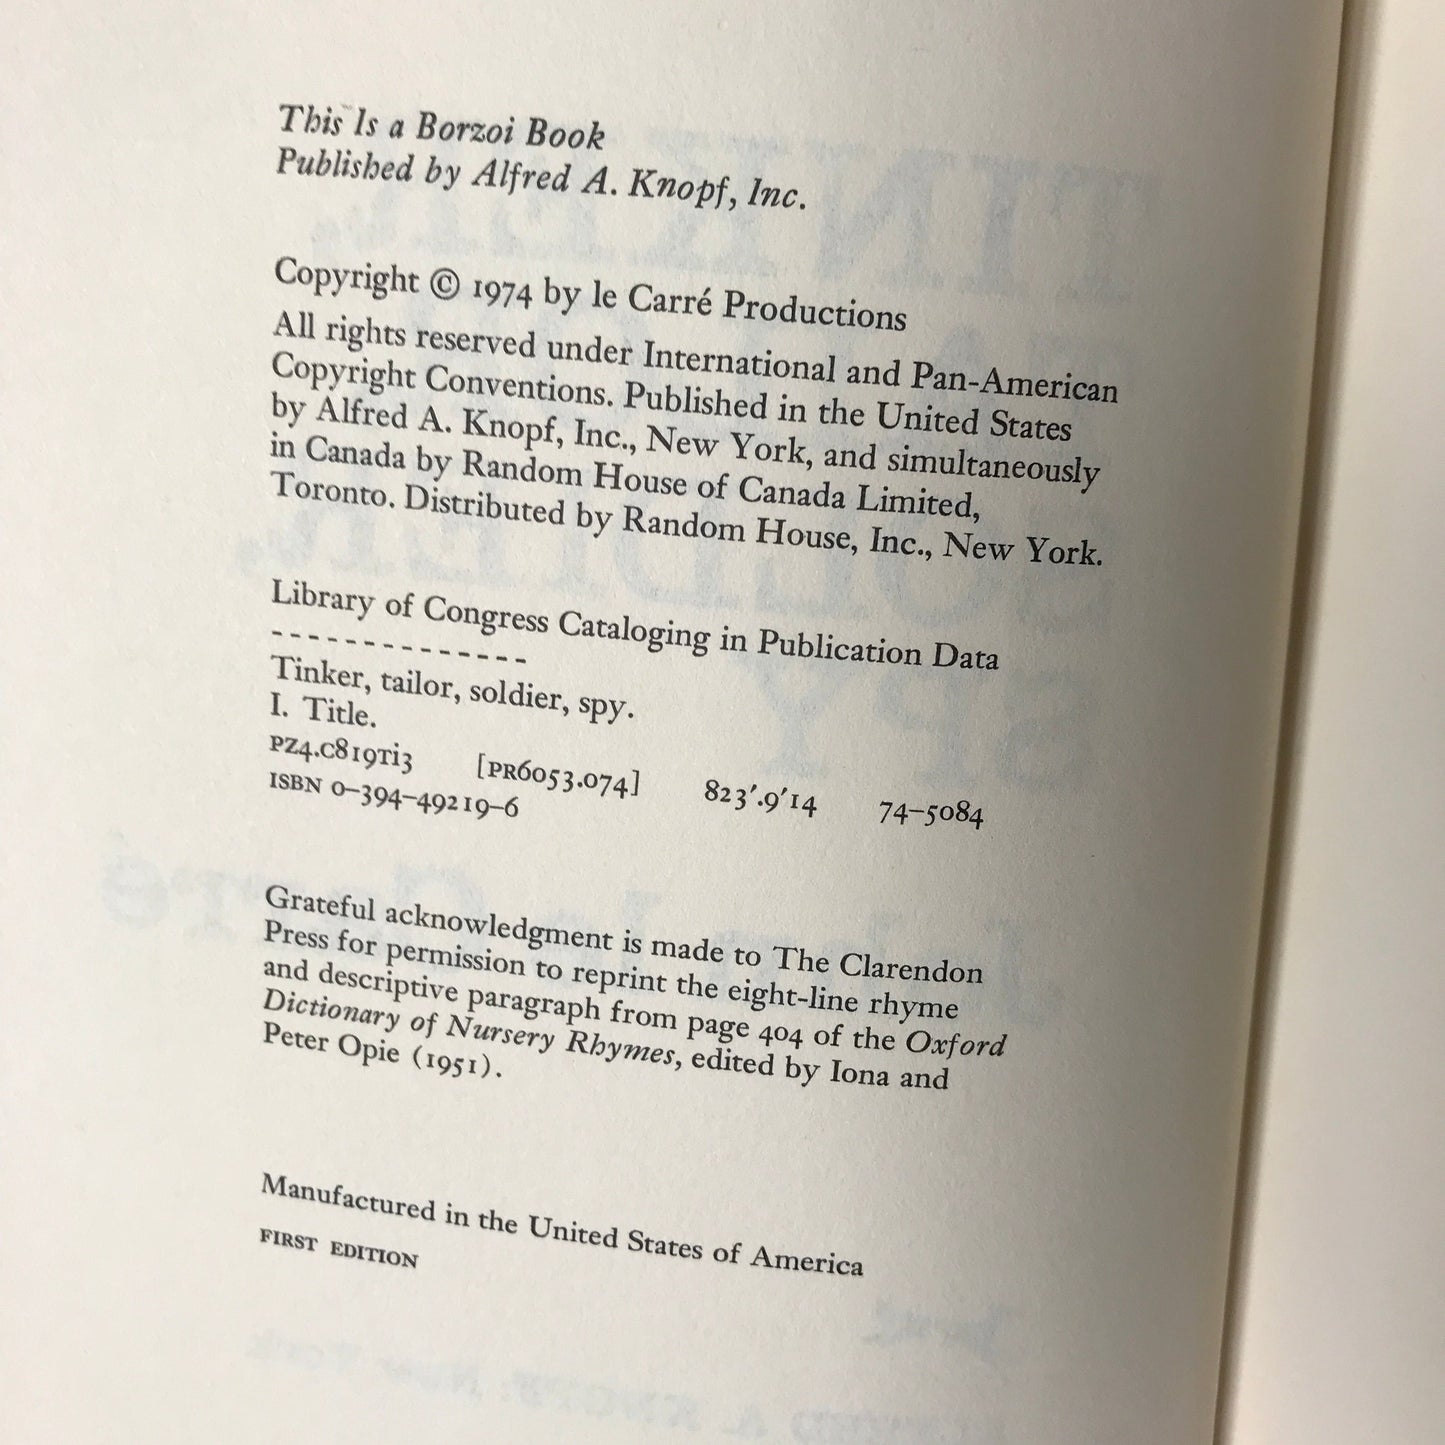 This Is a Borzoi Book
Published by Alfred A. Knopf, Inc.
Copyright © 1974 by le Carré Productions
All rights reserved under International and Pan-American
Copyright Conventions. Published in the United States
by Alfred A. Knopf, Inc., New York, and simultaneously
in Canada by Random House of Canada Limited,
Toronto. Distributed by Random House, Inc., New York.
Library of Congress Cataloging in Publication Data
- - - - - - - - - - - - - -
Tinker, tailor, soldier, spy.
I. Title.
PZ4.C819Ti3 [PR6053.074] 823'.9'14 74–5084
ISBN 0–394–49219–6
Grateful acknowledgment is made to The Clarendon
Press for permission to reprint the eight-line rhyme
and descriptive paragraph from page 404 of the Oxford
Dictionary of Nursery Rhymes, edited by Iona and
Peter Opie (1951).
Manufactured in the United States of America
FIRST EDITION